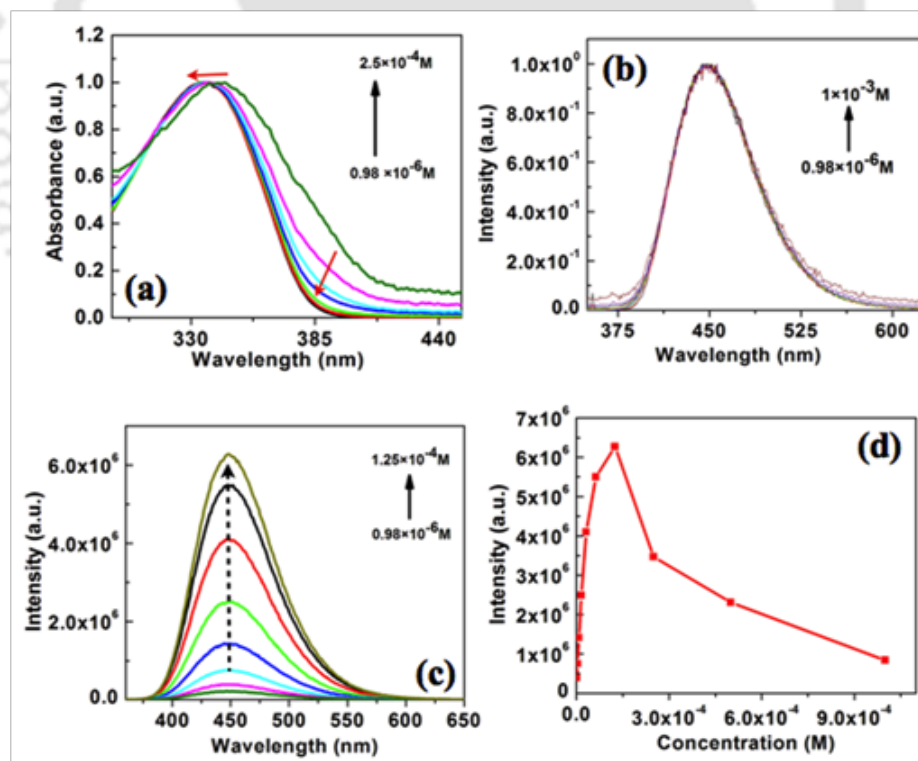 1.2
1.0
0.8
0.6
0.4
0.2
0.0
Absorbance (a.u.)
2.5×10⁻⁴M
0.98 ×10⁻⁶M
(a)
330 385 440
Wavelength (nm)
(b)
1.0x10⁰
8.0x10⁻¹
6.0x10⁻¹
4.0x10⁻¹
2.0x10⁻¹
0.0
Intensity (a.u.)
1×10⁻³M
0.98×10⁻⁶M
375 450 525 600
Wavelength (nm)
6.0x10⁶
4.0x10⁶
2.0x10⁶
0.0
Intensity (a.u.)
1.25×10⁻⁴M
0.98×10⁻⁶M
(c)
400 450 500 550 600 650
Wavelength (nm)
(d)
7x10⁶
6x10⁶
5x10⁶
4x10⁶
3x10⁶
2x10⁶
1x10⁶
0
Intensity (a.u.)
0.0 3.0x10⁻⁴ 6.0x10⁻⁴ 9.0x10⁻⁴
Concentration (M)